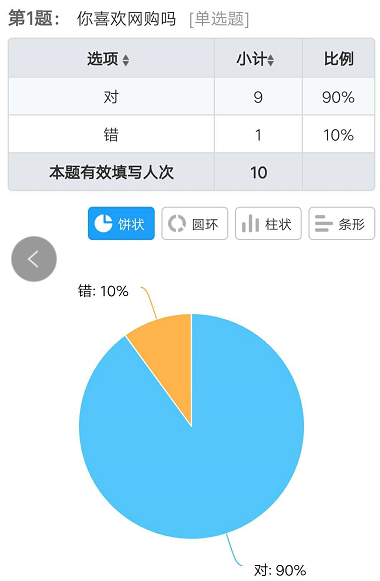 第1题： 你喜欢网购吗 [单选题]
选项 小计 比例
对 9 90%
错 1 10%
本题有效填写人次 10
饼状 圆环 柱状 条形
错: 10%
对: 90%